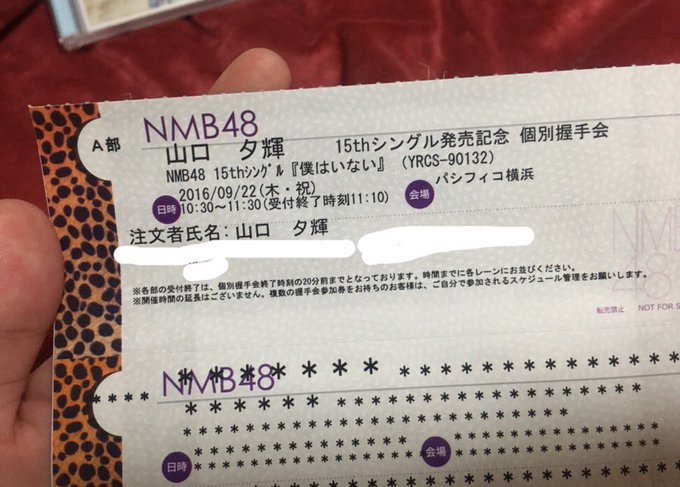 A部
NMB48
山口 夕輝 15thシングル発売記念 個別握手会
NMB48 15thシングル『僕はいない』 (YRCS-90132)
日時 2016/09/22(木・祝) 会場 パシフィコ横浜
10:30～11:30(受付終了時刻11:10)
注文者氏名: 山口 夕輝
※各部の受付終了は、個別握手会終了時刻の20分前までとなっております。時間までに各レーンにお並びください。
※開催時間の延長はございません。複数の握手会参加券をお持ちのお客様は、ご自分で参加されるスケジュール管理をお願いします。
転売禁止 NOT FOR S
NMB48
日時 会場